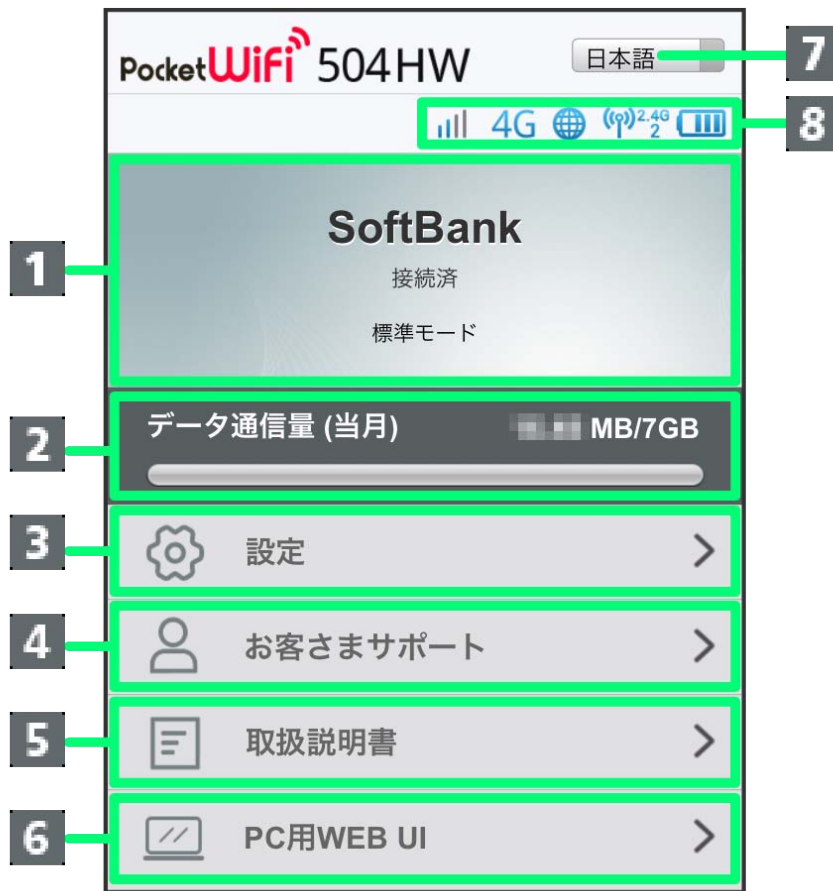 PocketWiFi 504HW
日本語
7
4G
2.4G
2
8
1
SoftBank
接続済
標準モード
2
データ通信量 (当月) MB/7GB
3
設定
4
お客さまサポート
5
取扱説明書
6
PC用WEB UI